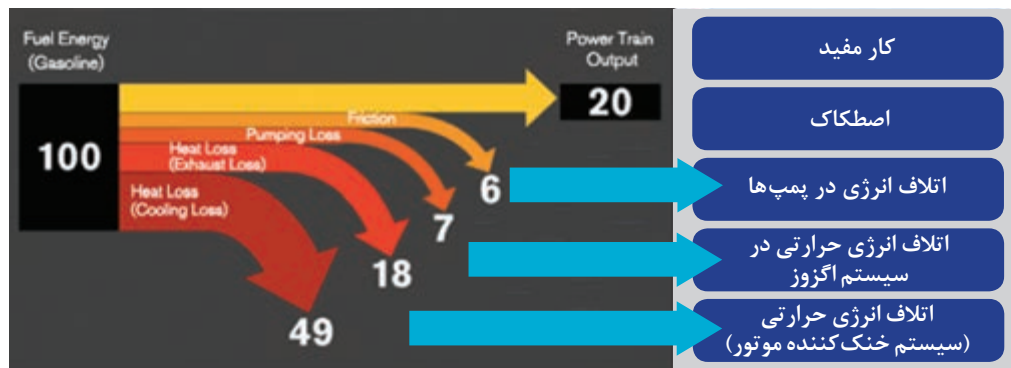 Fuel Energy
(Gasoline)
100
Power Train
Output
20
Friction
Pumping Loss
Heat Loss
(Exhaust Loss)
Heat Loss
(Cooling Loss)
6
7
18
49
کار مفید
اصطکاک
اتلاف انرژی در پمپ‌ها
اتلاف انرژی حرارتی در
سیستم اگزوز
اتلاف انرژی حرارتی
(سیستم خنک‌کننده موتور)